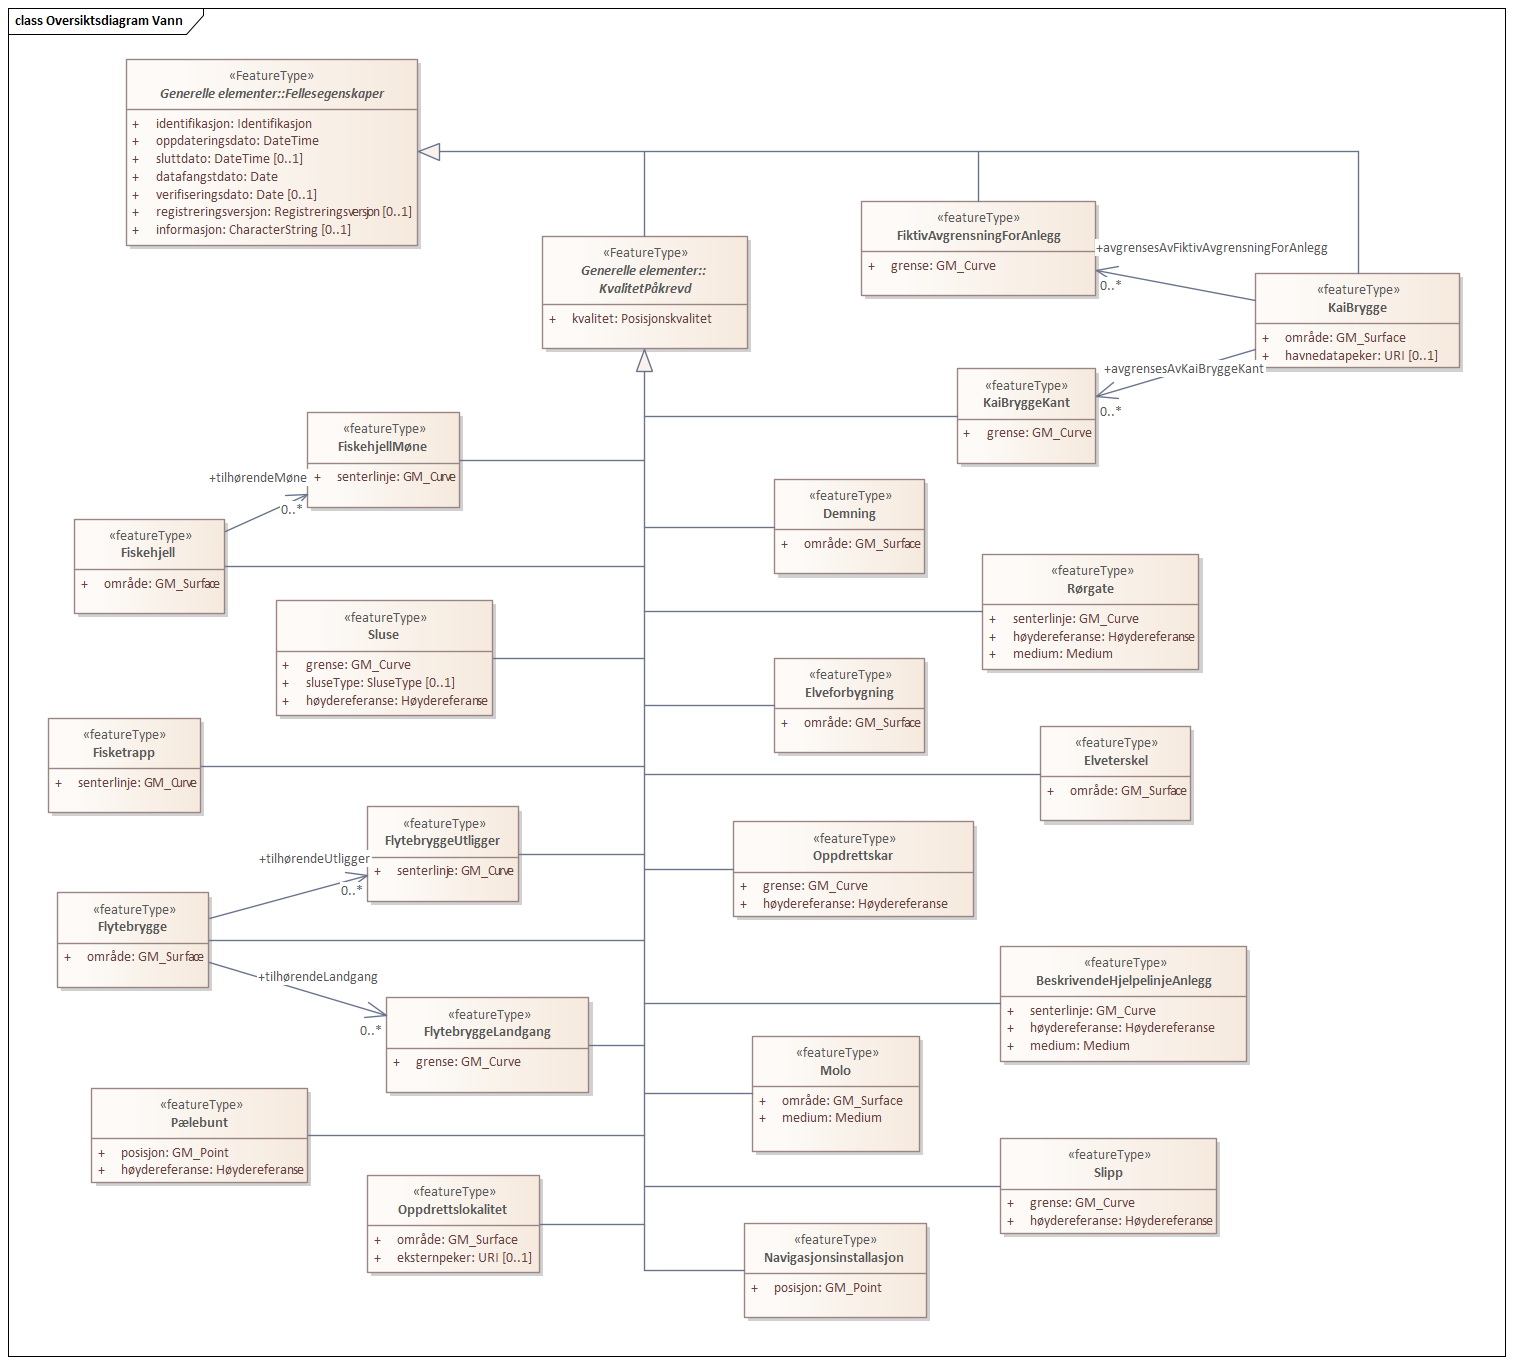 class Oversiktsdiagram Vann
«FeatureType»
Generelle elementer::Fellesegenskaper
+ identifikasjon: Identifikasjon
+ oppdateringsdato: DateTime
+ sluttdato: DateTime [0..1]
+ datafangstdato: Date
+ verifiseringsdato: Date [0..1]
+ registreringsversjon: Registreringsversjon [0..1]
+ informasjon: CharacterString [0..1]
«FeatureType»
Generelle elementer::
KvalitetPåkrevd
+ kvalitet: Posisjonskvalitet
«featureType»
FiktivAvgrensningForAnlegg
+ grense: GM_Curve
+avgrensesAvFiktivAvgrensningForAnlegg
0..*
«featureType»
KaiBrygge
+ område: GM_Surface
+ havnedatapeker: URI [0..1]
+avgrensesAvKaiBryggeKant
0..*
«featureType»
KaiBryggeKant
+ grense: GM_Curve
«featureType»
FiskehjellMøne
+ senterlinje: GM_Curve
+tilhørendeMøne
0..*
«featureType»
Fiskehjell
+ område: GM_Surface
«featureType»
Demning
+ område: GM_Surface
«featureType»
Rørgate
+ senterlinje: GM_Curve
+ høydereferanse: Høydereferanse
+ medium: Medium
«featureType»
Sluse
+ grense: GM_Curve
+ sluseType: SluseType [0..1]
+ høydereferanse: Høydereferanse
«featureType»
Elveforbygning
+ område: GM_Surface
«featureType»
Fisketrapp
+ senterlinje: GM_Curve
«featureType»
Elveterskel
+ område: GM_Surface
«featureType»
FlytebryggeUtligger
+ senterlinje: GM_Curve
+tilhørendeUtligger
0..*
«featureType»
Oppdrettskar
+ grense: GM_Curve
+ høydereferanse: Høydereferanse
«featureType»
Flytebrygge
+ område: GM_Surface
+tilhørendeLandgang
0..*
«featureType»
FlytebryggeLandgang
+ grense: GM_Curve
«featureType»
BeskrivendeHjelpelinjeAnlegg
+ senterlinje: GM_Curve
+ høydereferanse: Høydereferanse
+ medium: Medium
«featureType»
Molo
+ område: GM_Surface
+ medium: Medium
«featureType»
Pælebunt
+ posisjon: GM_Point
+ høydereferanse: Høydereferanse
«featureType»
Slipp
+ grense: GM_Curve
+ høydereferanse: Høydereferanse
«featureType»
Oppdrettslokalitet
+ område: GM_Surface
+ eksternpeker: URI [0..1]
«featureType»
Navigasjonsinstallasjon
+ posisjon: GM_Point